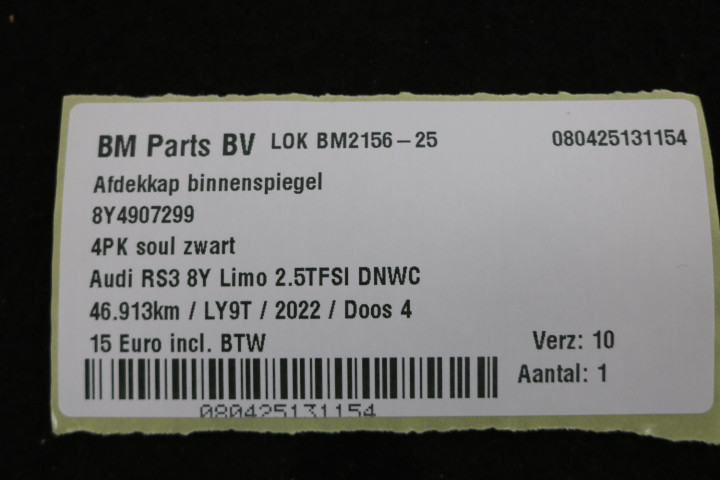 BM Parts BV LOK BM2156-25 080425131154
Afdekkap binnenspiegel
8Y4907299
4PK soul zwart
Audi RS3 8Y Limo 2.5TFSI DNWC
46.913km / LY9T / 2022 / Doos 4
15 Euro incl. BTW Verz: 10
Aantal: 1
080425131154